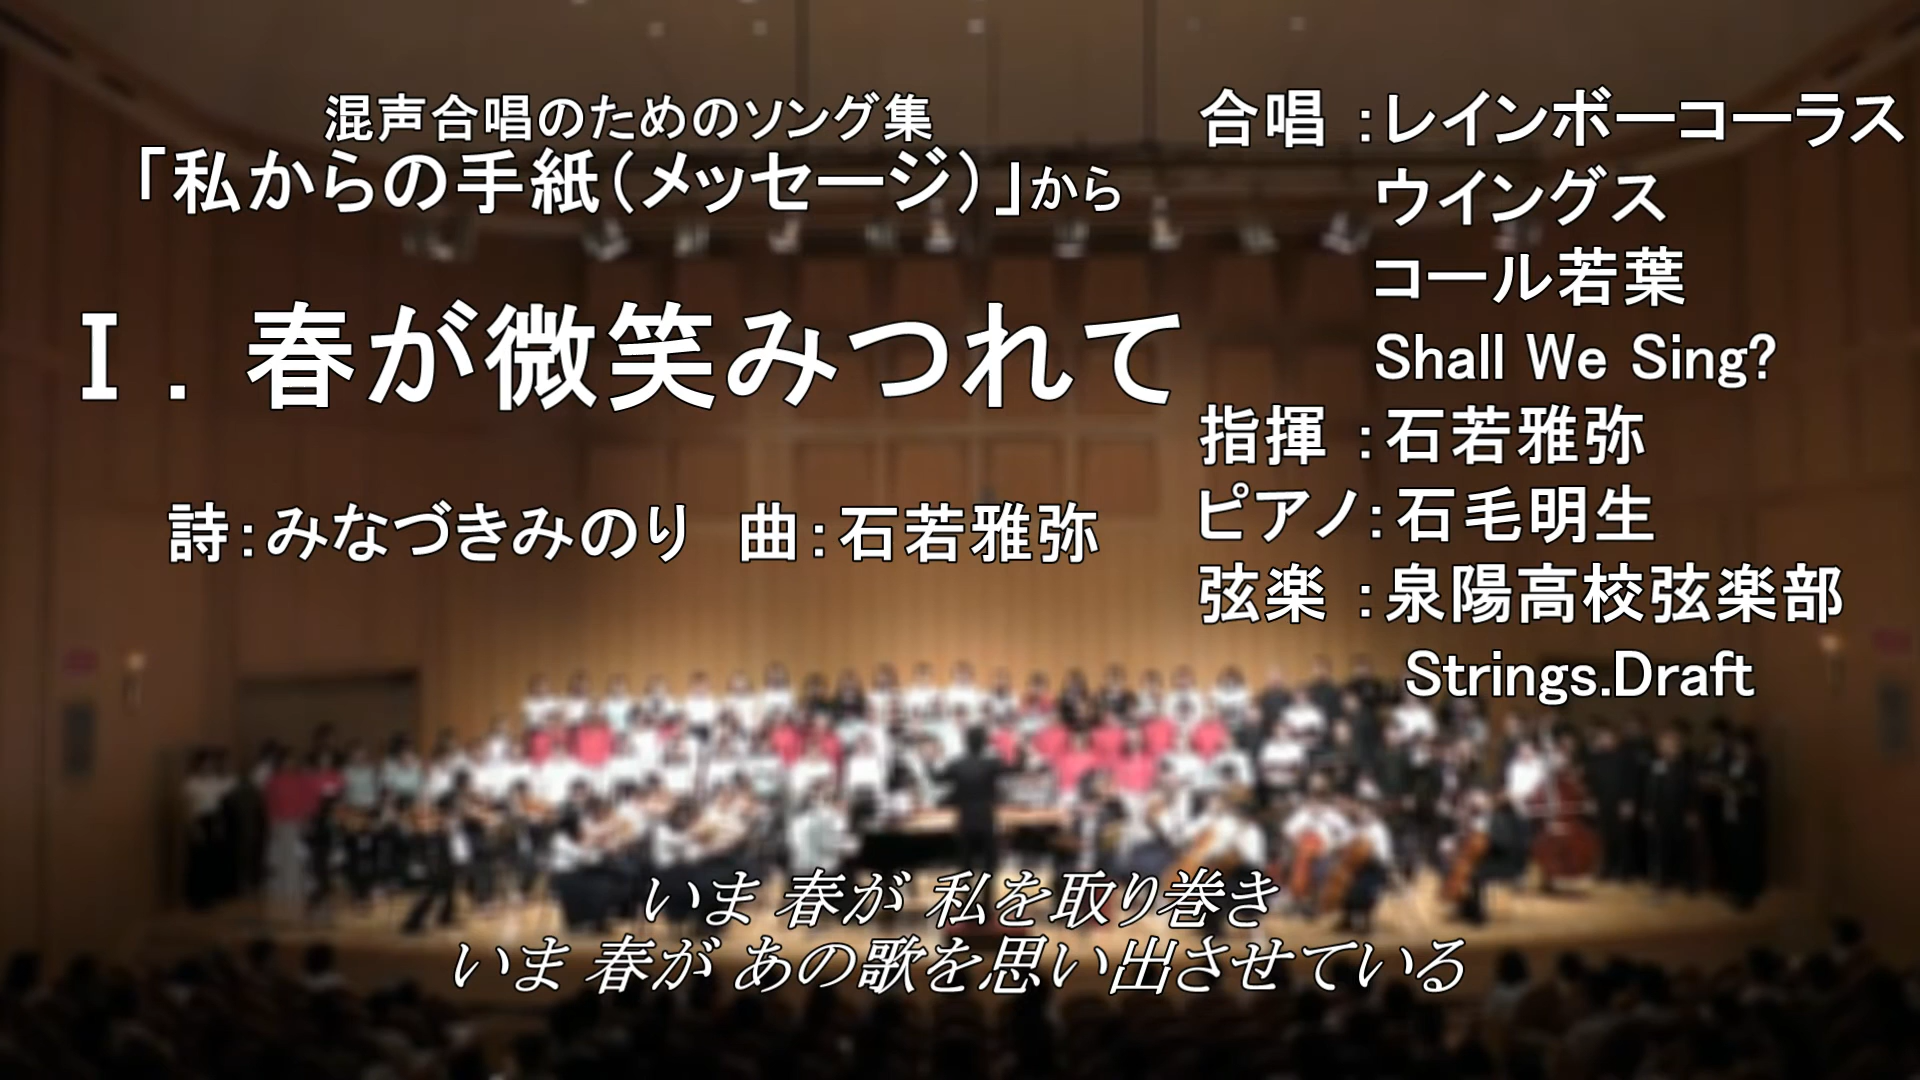 混声合唱のためのソング集
「私からの手紙（メッセージ）」から
Ⅰ．春が微笑みつれて
詩：みなづきみのり　曲：石若雅弥
合唱：レインボーコーラス
ウイングス
コール若葉
Shall We Sing?
指揮：石若雅弥
ピアノ：石毛明生
弦楽：泉陽高校弦楽部
Strings.Draft
いま 春が 私を取り巻き
いま 春が あの歌を思い出させている